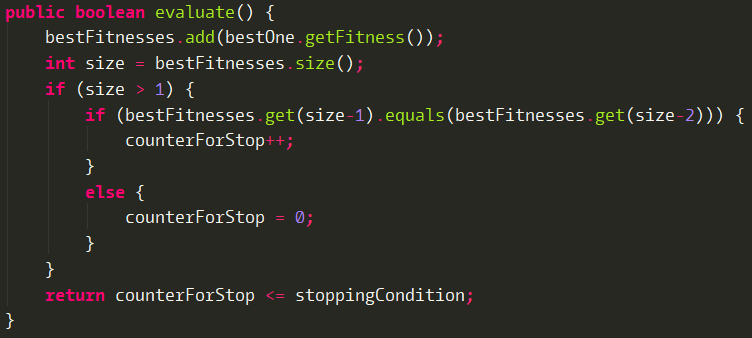 public boolean evaluate() {
    bestFitnesses.add(bestOne.getFitness());
    int size = bestFitnesses.size();
    if (size > 1) {
        if (bestFitnesses.get(size-1).equals(bestFitnesses.get(size-2))) {
            counterForStop++;
        }
        else {
            counterForStop = 0;
        }
    }
    return counterForStop <= stoppingCondition;
}